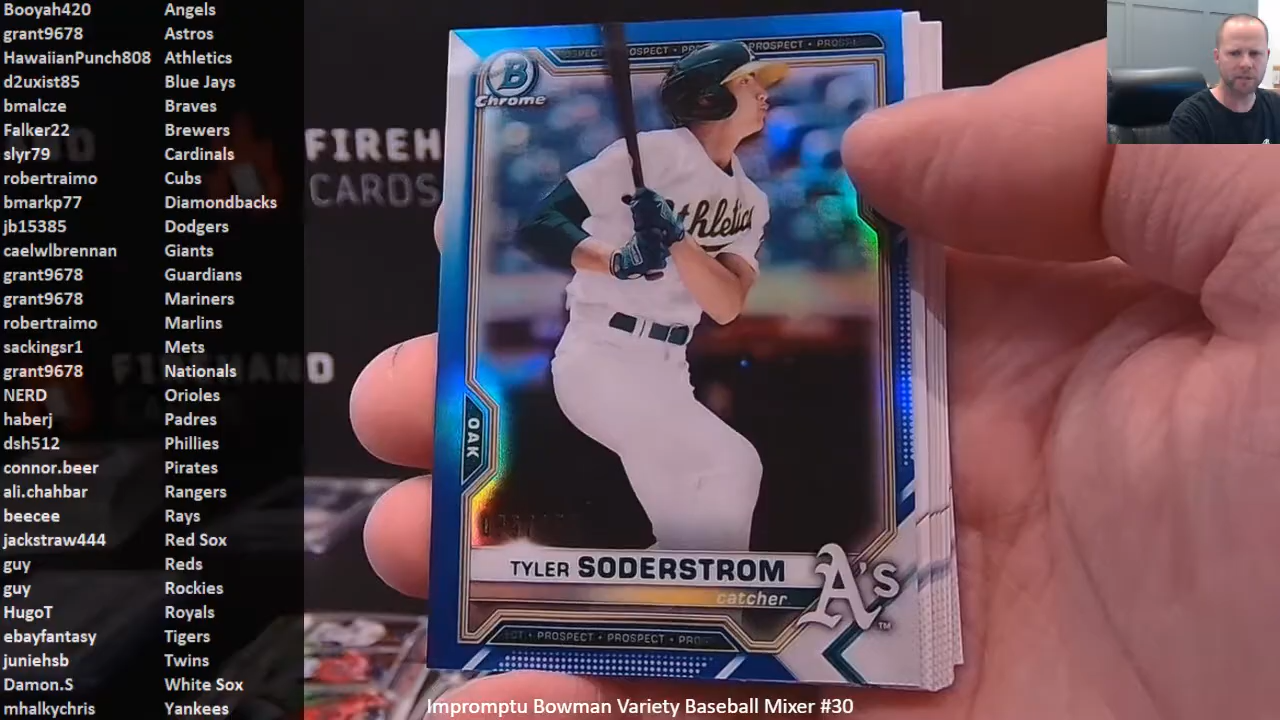 Booyah420 Angels
grant9678 Astros
HawaiianPunch808 Athletics
d2uxist85 Blue Jays
bmalcze Braves
Falker22 Brewers
slyr79 Cardinals
robertraimo Cubs
bmarkp77 Diamondbacks
jb15385 Dodgers
caelwlbrennan Giants
grant9678 Guardians
grant9678 Mariners
robertraimo Marlins
sackingsr1 Mets
grant9678 Nationals
NERD Orioles
haberj Padres
dsh512 Phillies
connor.beer Pirates
ali.chahbar Rangers
beecee Rays
jackstraw444 Red Sox
guy Reds
guy Rockies
HugoT Royals
ebayfantasy Tigers
juniehsb Twins
Damon.S White Sox
mhalkychris Yankees
FIREH
CARDS
FIREHAND
PROSPECT • PROSPECT
B
Chrome
Athletics
OAK
TYLER SODERSTROM
catcher
A's
TM
PROSPECT • PROSPECT
Impromptu Bowman Variety Baseball Mixer #30